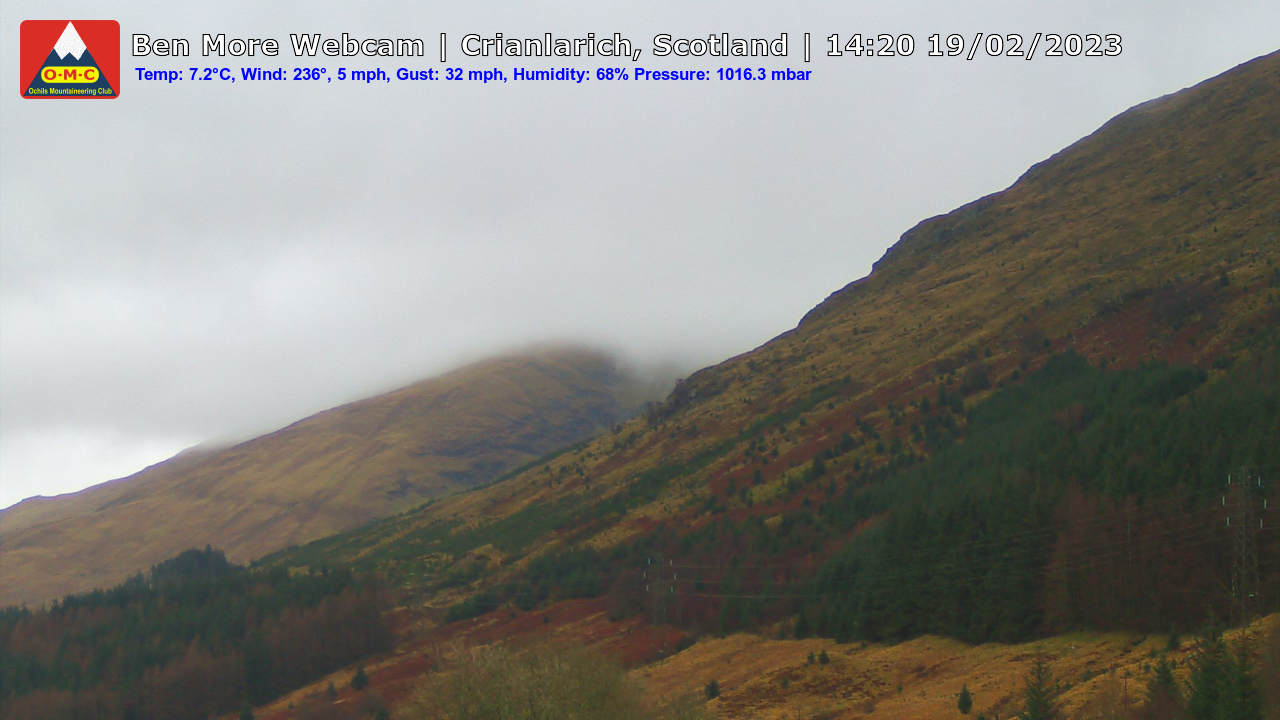 Ben More Webcam | Crianlarich, Scotland | 14:20 19/02/2023
Temp: 7.2°C, Wind: 236°, 5 mph, Gust: 32 mph, Humidity: 68% Pressure: 1016.3 mbar
O-M-C
Ochils Mountaineering Club